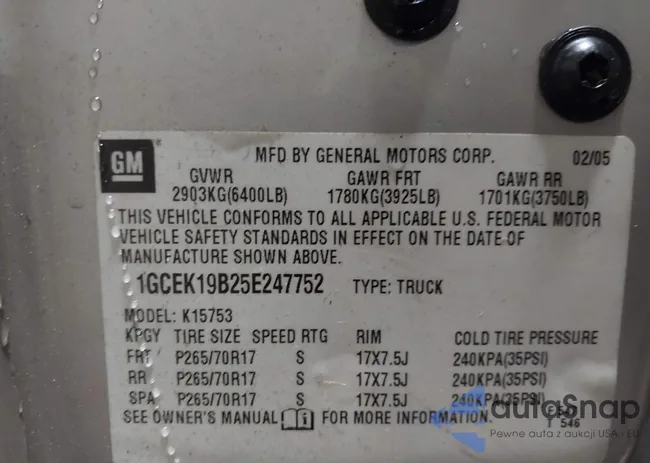 GM
MFD BY GENERAL MOTORS CORP. 02/05
GVWR GAWR FRT GAWR RR
2903KG(6400LB) 1780KG(3925LB) 1701KG(3750LB)
THIS VEHICLE CONFORMS TO ALL APPLICABLE U.S. FEDERAL MOTOR
VEHICLE SAFETY STANDARDS IN EFFECT ON THE DATE OF
MANUFACTURE SHOWN ABOVE.
1GCEK19B25E247752 TYPE: TRUCK
MODEL: K15753
KPGY TIRE SIZE SPEED RTG RIM COLD TIRE PRESSURE
FRT P265/70R17 S 17X7.5J 240KPA(35PSI)
RR P265/70R17 S 17X7.5J 240KPA(35PSI)
SPA P265/70R17 S 17X7.5J 240KPA(35PSI)
SEE OWNER'S MANUAL FOR MORE INFORMATION.
546
autoSnap
Pewne auta z aukcji USA i EU